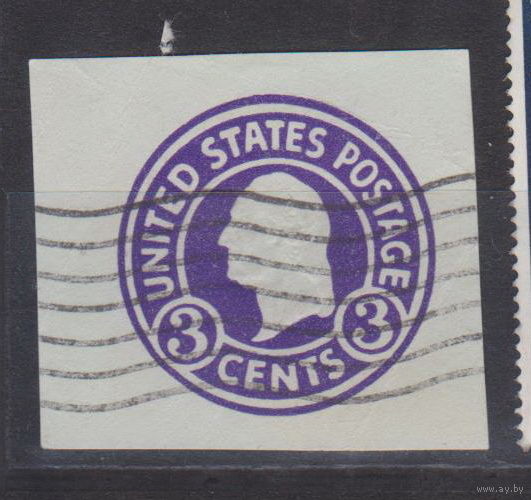 UNITED STATES POSTAGE
3 3
CENTS
www.ay.by